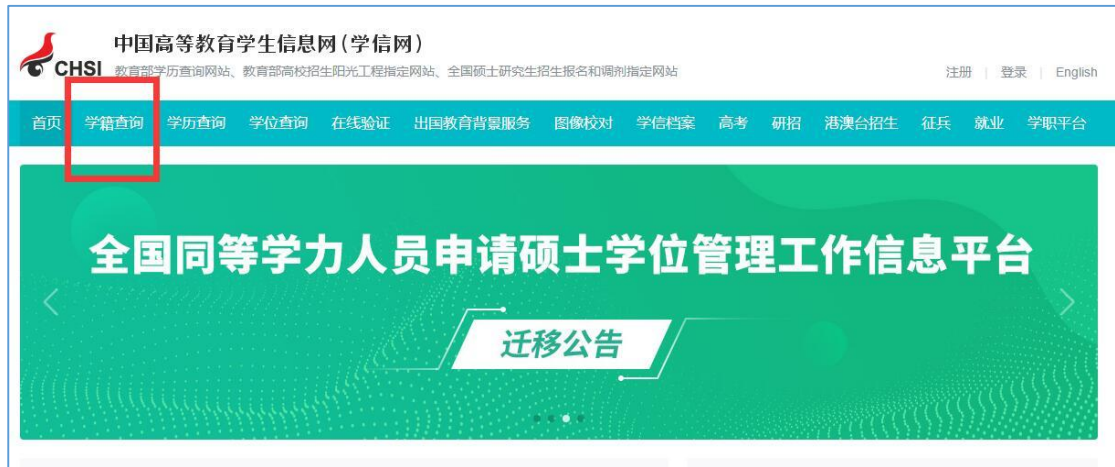 中国高等教育学生信息网（学信网）
CHSI 教育部学历查询网站、教育部高校招生阳光工程指定网站、全国硕士研究生招生报名和调剂指定网站
注册 | 登录 | English
首页 学籍查询 学历查询 学位查询 在线验证 出国教育背景服务 图像校对 学信档案 高考 研招 港澳台招生 征兵 就业 学职平台
全国同等学力人员申请硕士学位管理工作信息平台
迁移公告